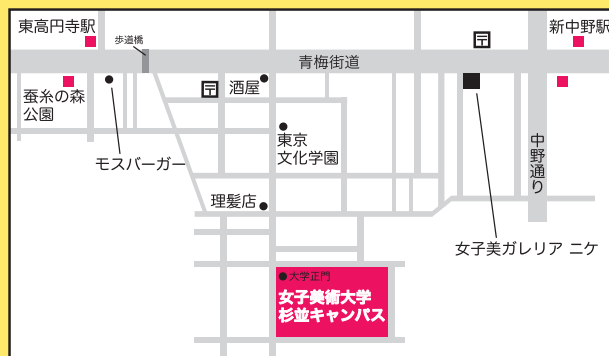 東高円寺駅
歩道橋
新中野駅
青梅街道
蚕糸の森
公園
酒屋
モスバーガー
東京
文化学園
中野通り
理髪店
女子美ガレリア ニケ
大学正門
女子美術大学
杉並キャンパス